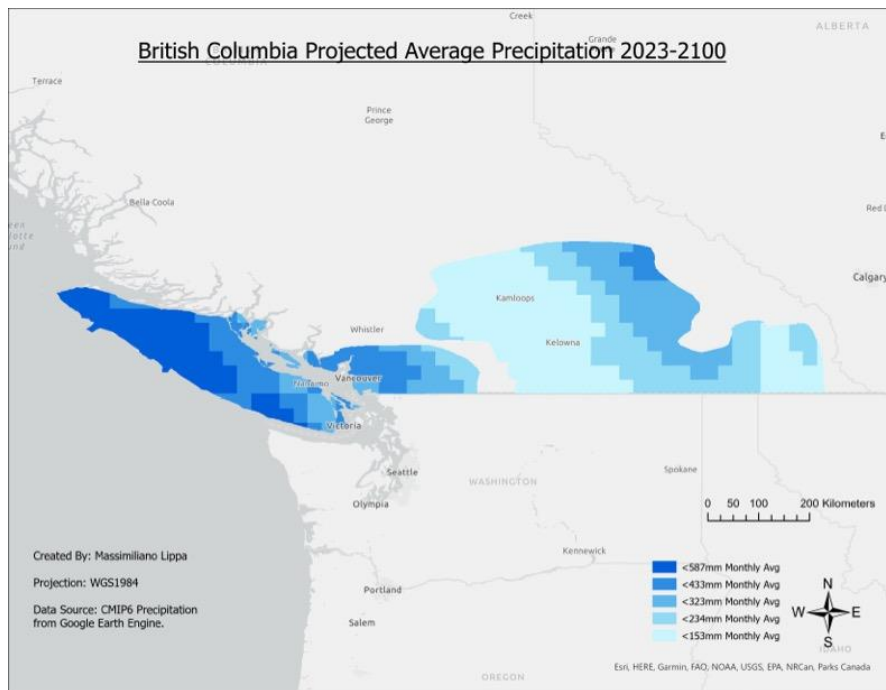 Creek
ALBERTA
British Columbia Projected Average Precipitation 2023-2100
Grande
COLUMBIA
Terrace
Prince
George
Bella Coola
Red
Calgary
Kamloops
Whistler
Kelowna
Nanaimo
Vancouver
Victoria
Seattle
WASHINGTON
Spokane
Olympia
0 50 100 200 Kilometers
Created By: Massimiliano Lippa
Kennewick
<587mm Monthly Avg
Projection: WGS1984
<433mm Monthly Avg
Portland
<323mm Monthly Avg
N
Data Source: CMIP6 Precipitation
<234mm Monthly Avg
W E
from Google Earth Engine.
Salem
<153mm Monthly Avg
S
IDAHO
Esri, HERE, Garmin, FAO, NOAA, USGS, EPA, NRCan, Parks Canada
OREGON